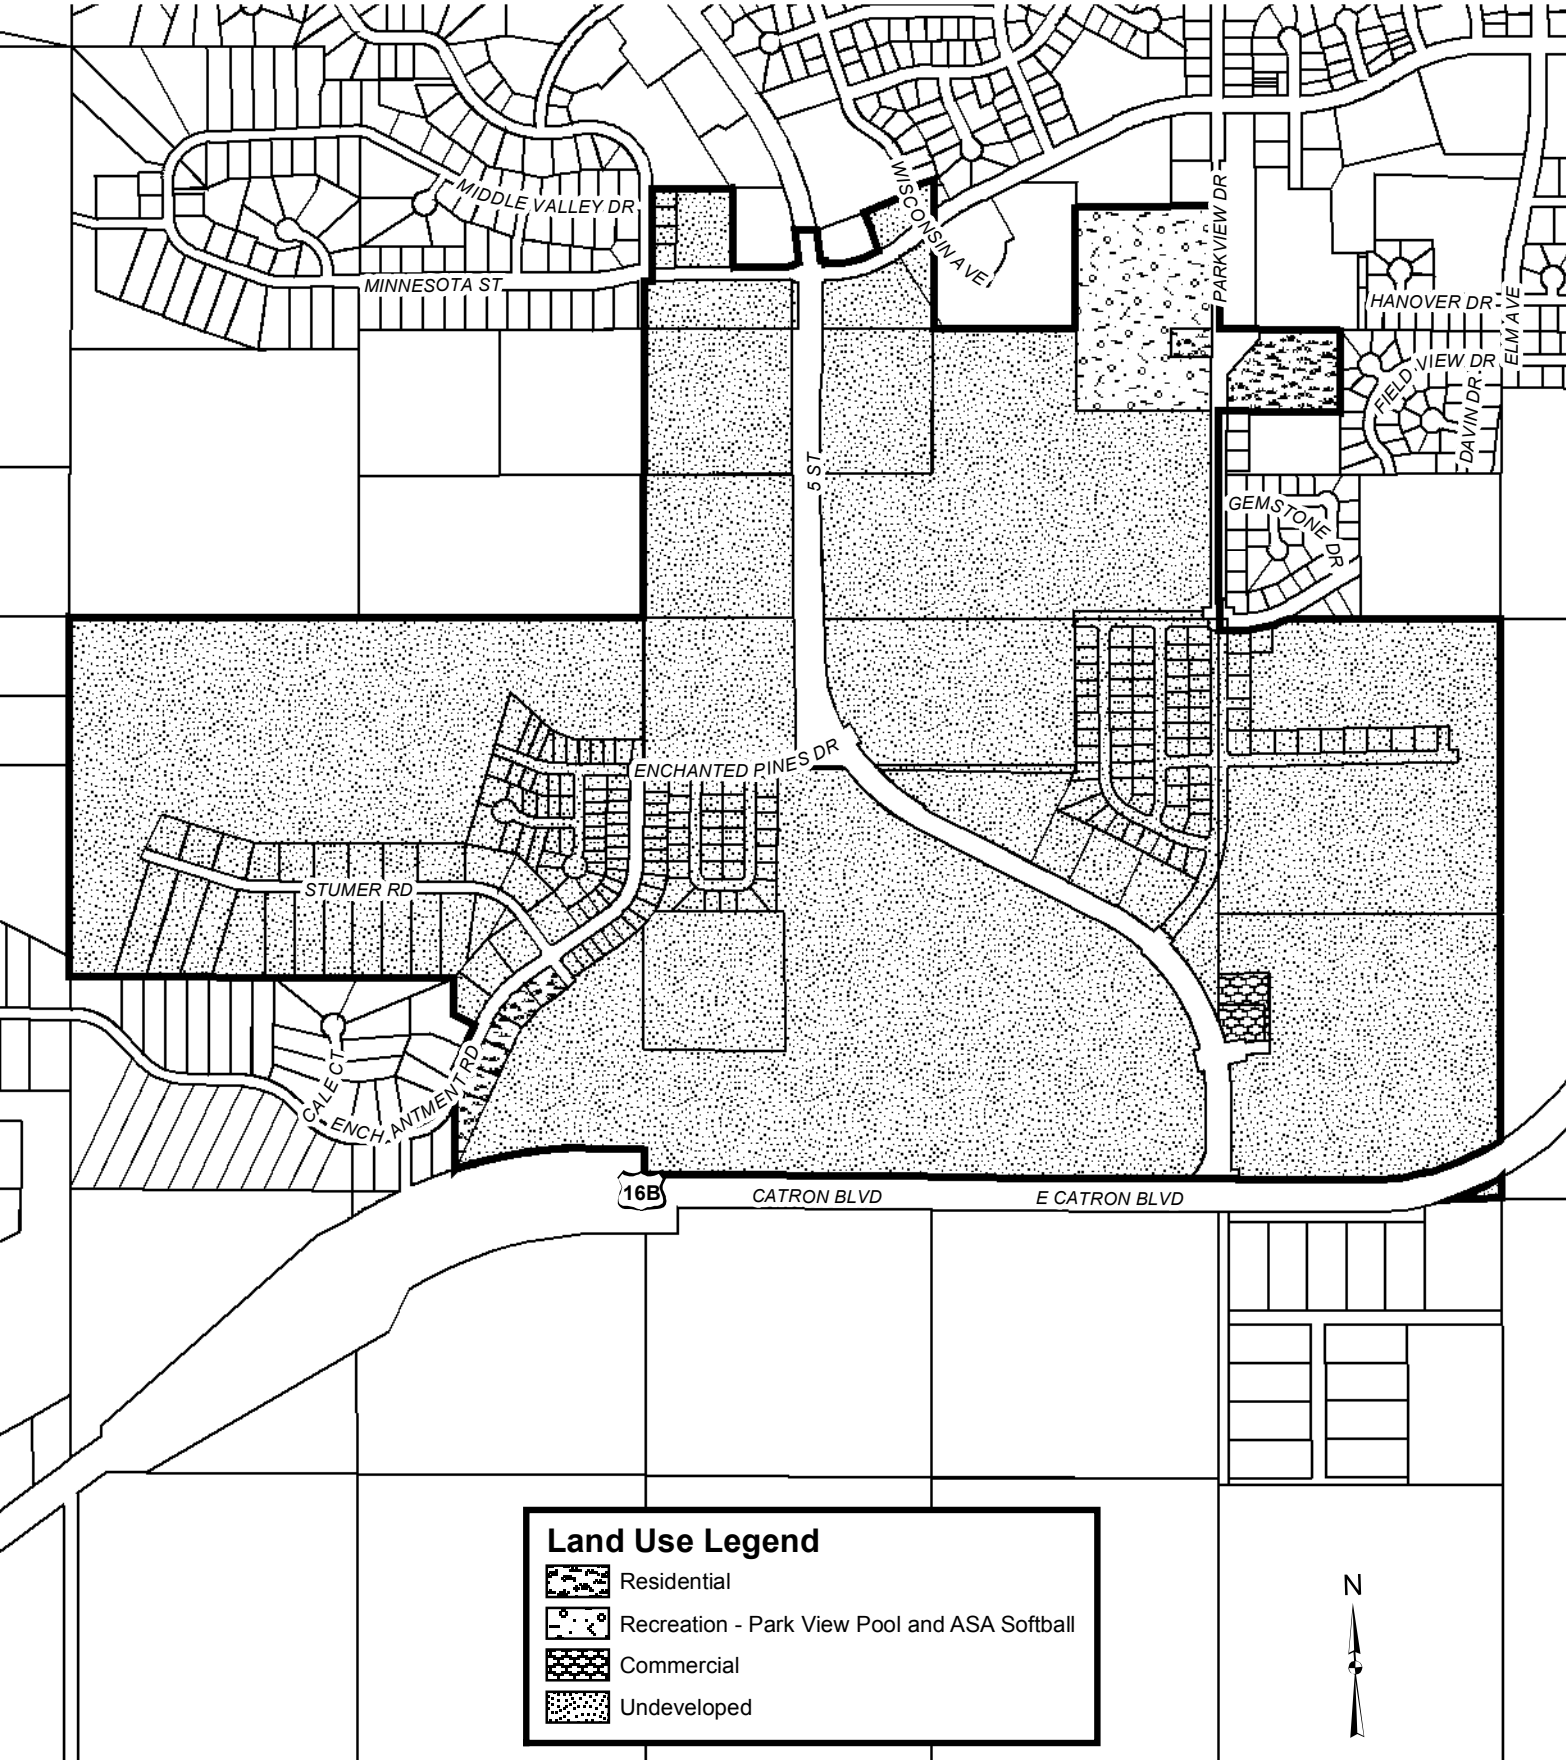 WISCONSIN AVE
PARKVIEW DR
MIDDLE VALLEY DR
MINNESOTA ST
HANOVER DR
ELM AVE
FIELD VIEW DR
DAVIN DR
5 ST
GEMSTONE DR
ENCHANTED PINES DR
STUMER RD
CALE CT
ENCHANTMENT RD
16B
CATRON BLVD
E CATRON BLVD
Land Use Legend
Residential
Recreation - Park View Pool and ASA Softball
Commercial
Undeveloped
N